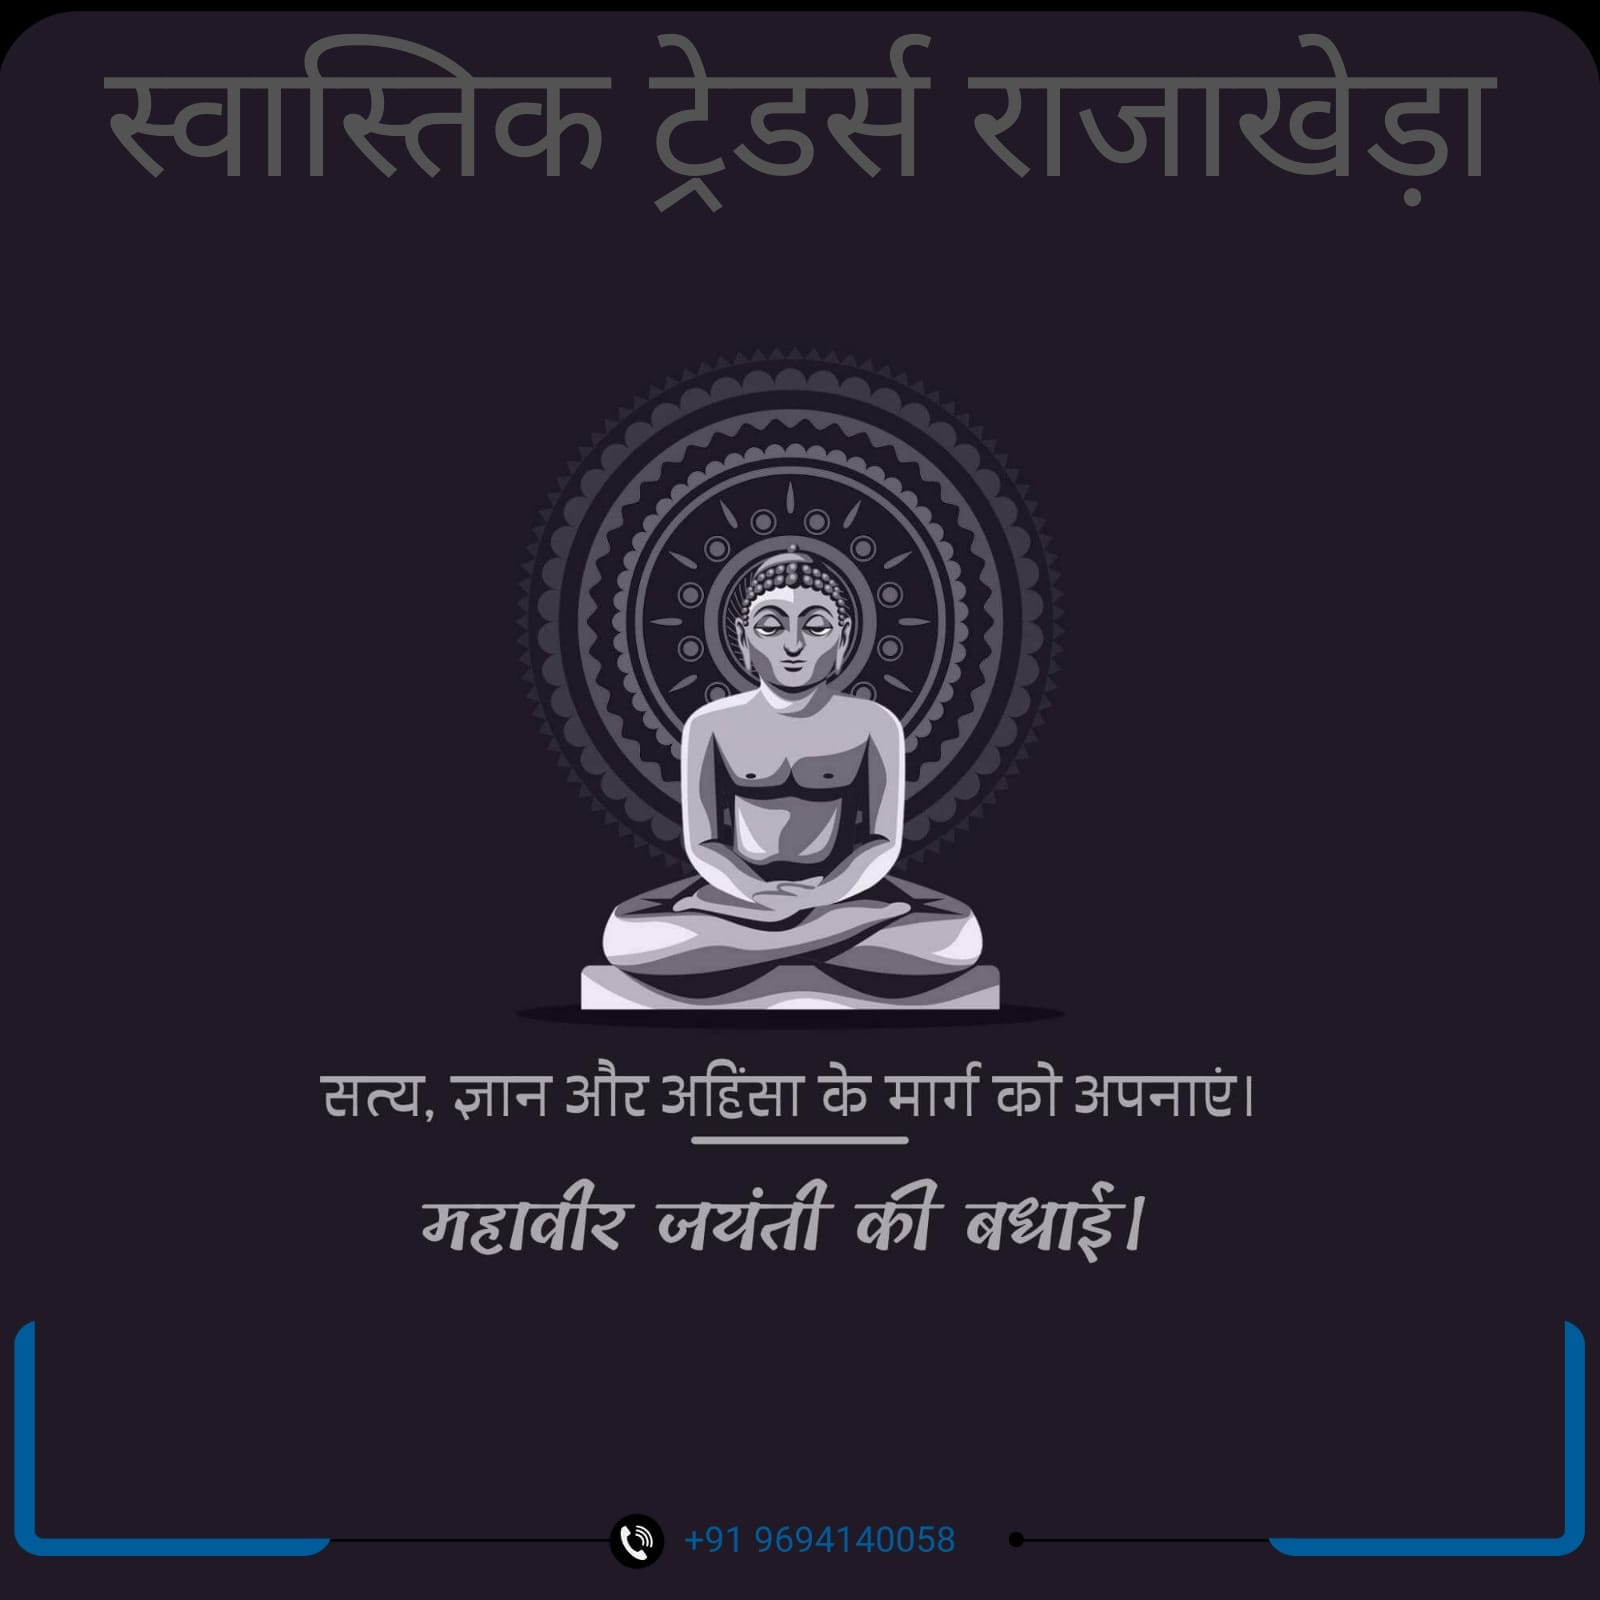 स्वास्तिक ट्रेडर्स राजाखेड़ा
सत्य, ज्ञान और अहिंसा के मार्ग को अपनाएं।
महावीर जयंती की बधाई।
+91 9694140058